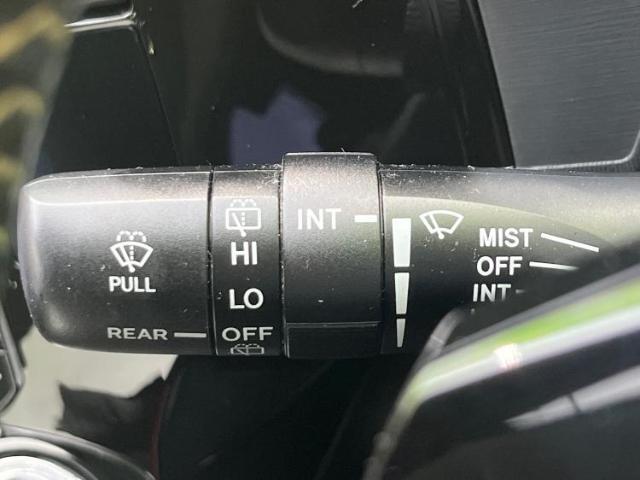 PULL
REAR
HI
LO
OFF
INT
MIST
OFF
INT